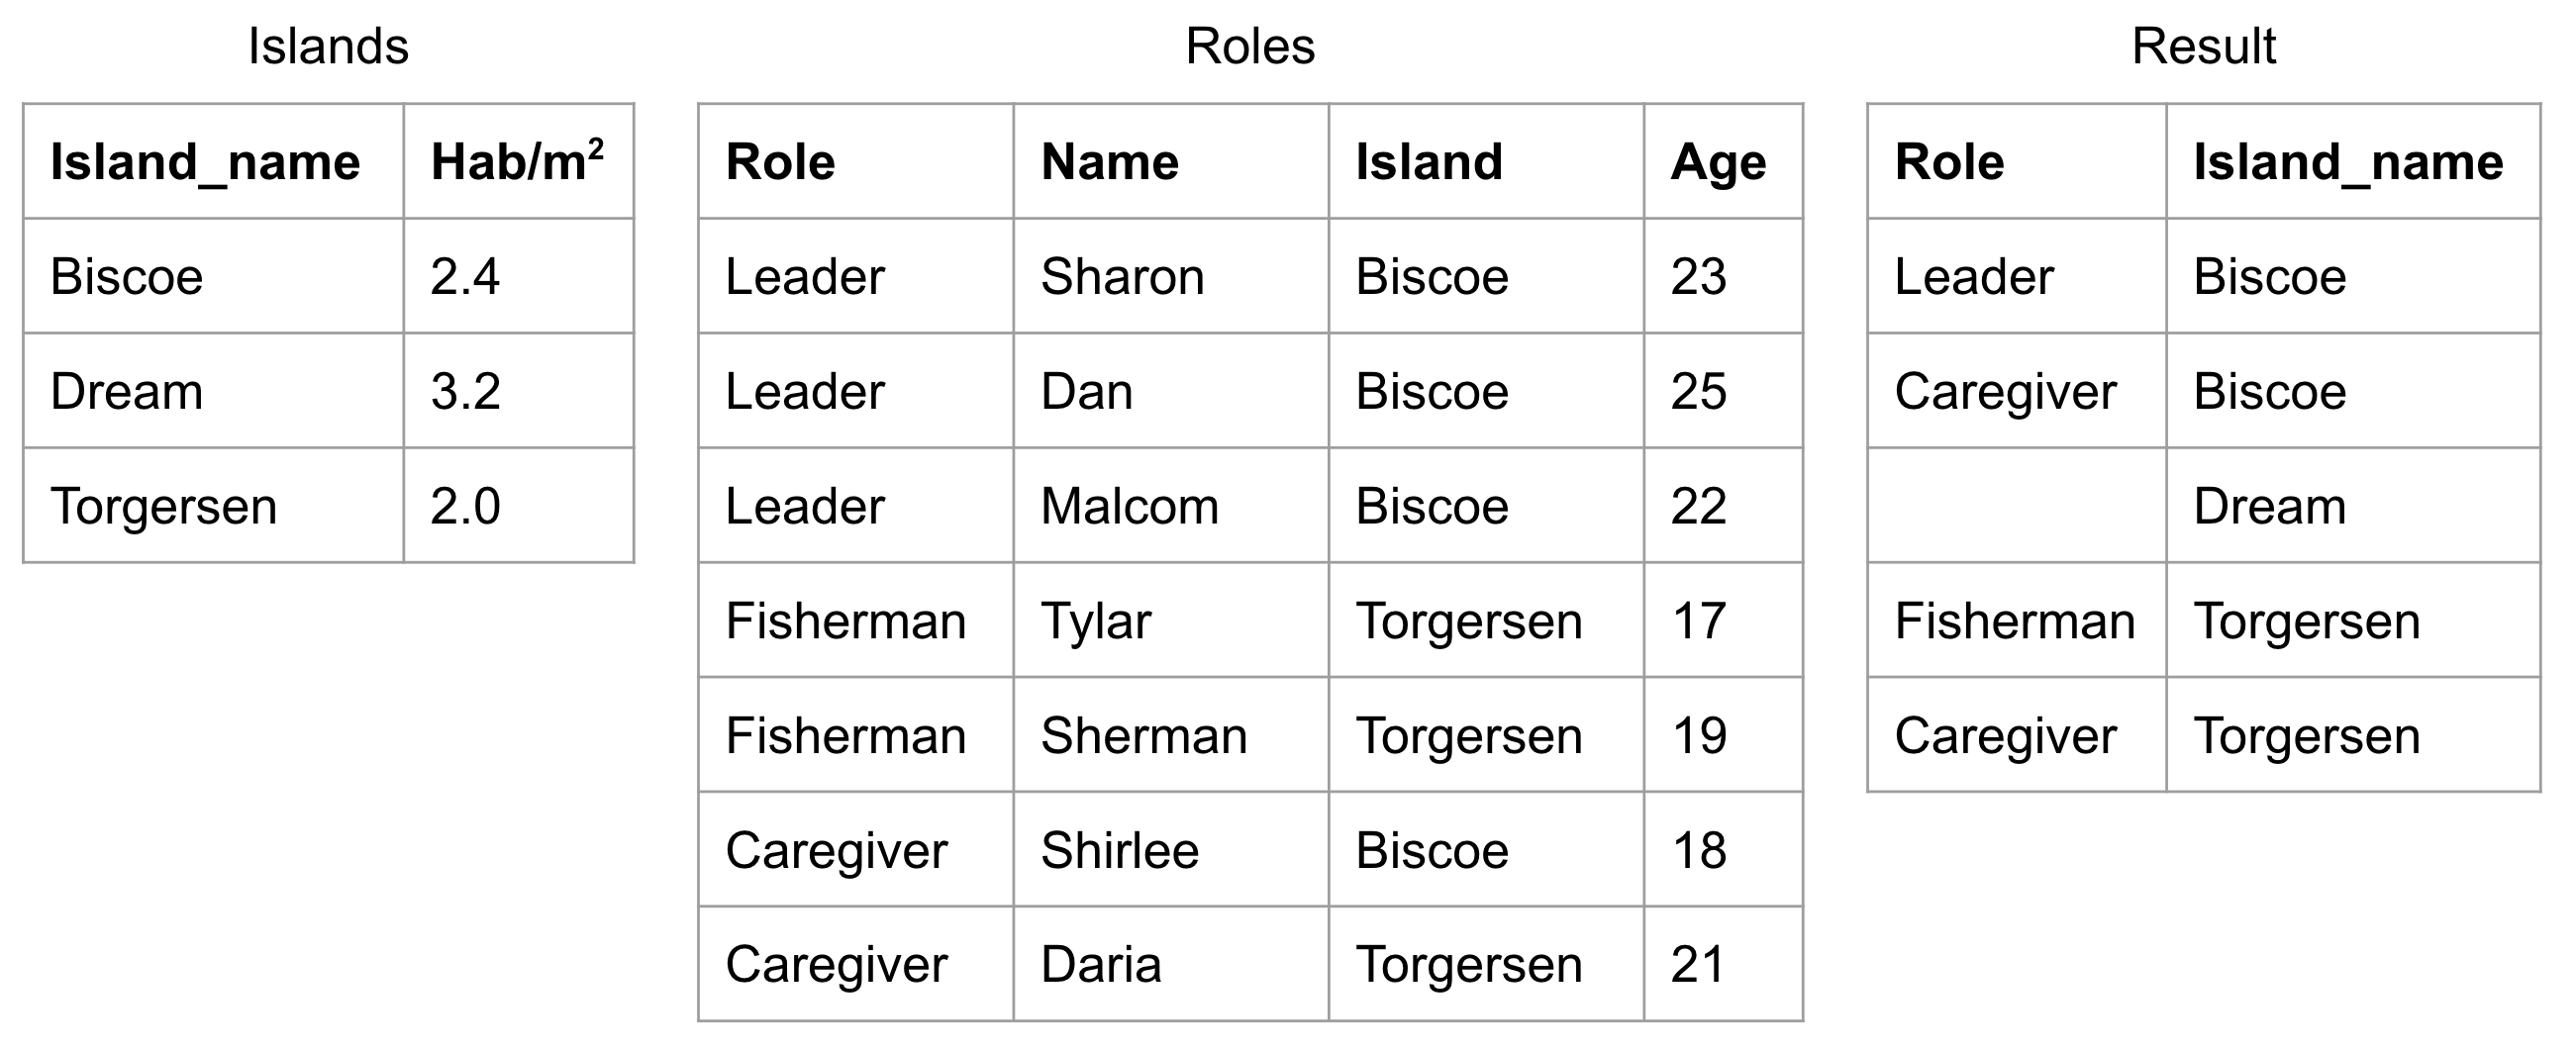 Islands
Island_name Hab/m²
Biscoe 2.4
Dream 3.2
Torgersen 2.0
Roles
Role Name Island Age
Leader Sharon Biscoe 23
Leader Dan Biscoe 25
Leader Malcom Biscoe 22
Fisherman Tylar Torgersen 17
Fisherman Sherman Torgersen 19
Caregiver Shirlee Biscoe 18
Caregiver Daria Torgersen 21
Result
Role Island_name
Leader Biscoe
Caregiver Biscoe
Dream
Fisherman Torgersen
Caregiver Torgersen